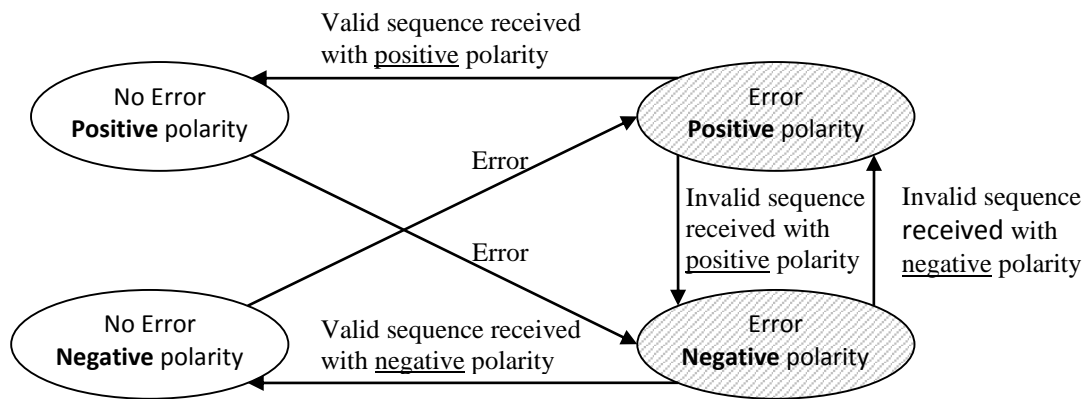 Valid sequence received
with positive polarity
No Error
Positive polarity
Error
Positive polarity
Error
Invalid sequence
received with
positive polarity
Invalid sequence
received with
negative polarity
Error
No Error
Negative polarity
Valid sequence received
with negative polarity
Error
Negative polarity